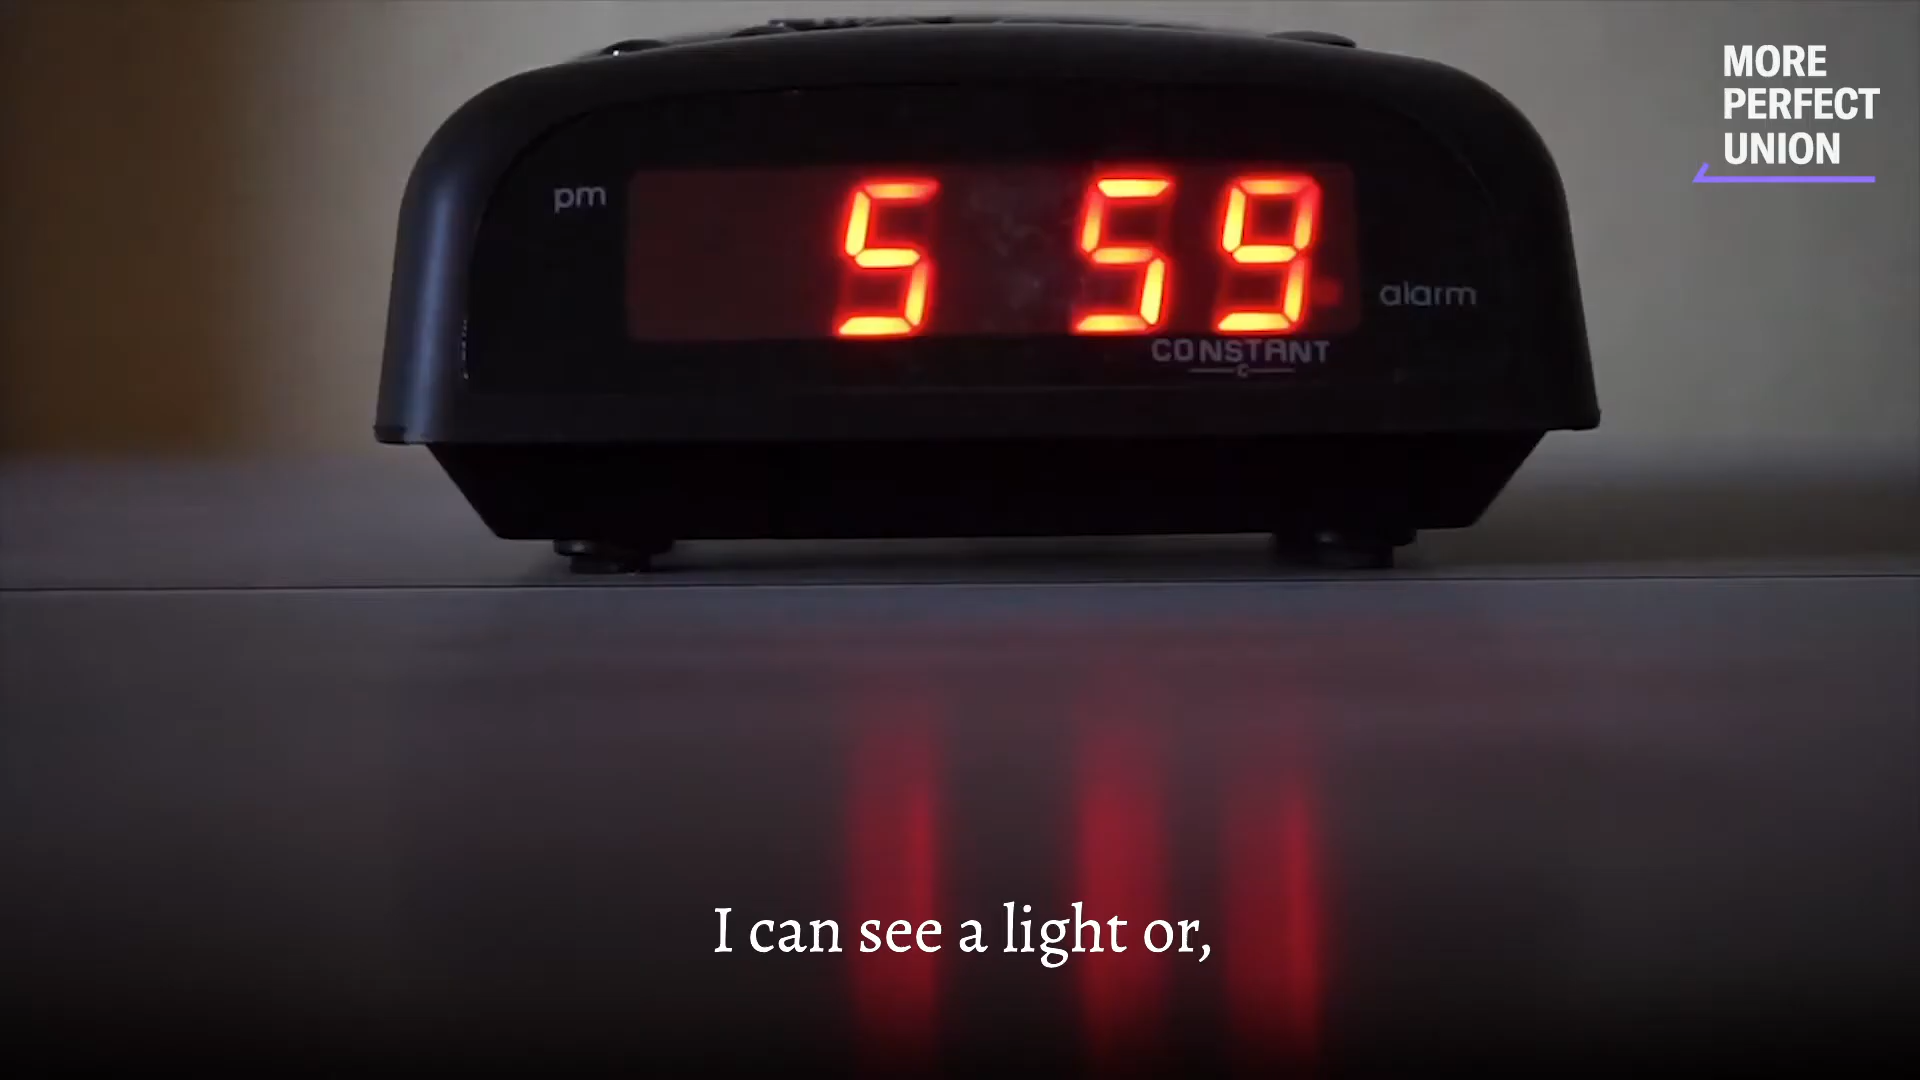 MORE
PERFECT
UNION
pm
5 59
alarm
CONSTANT
I can see a light or,